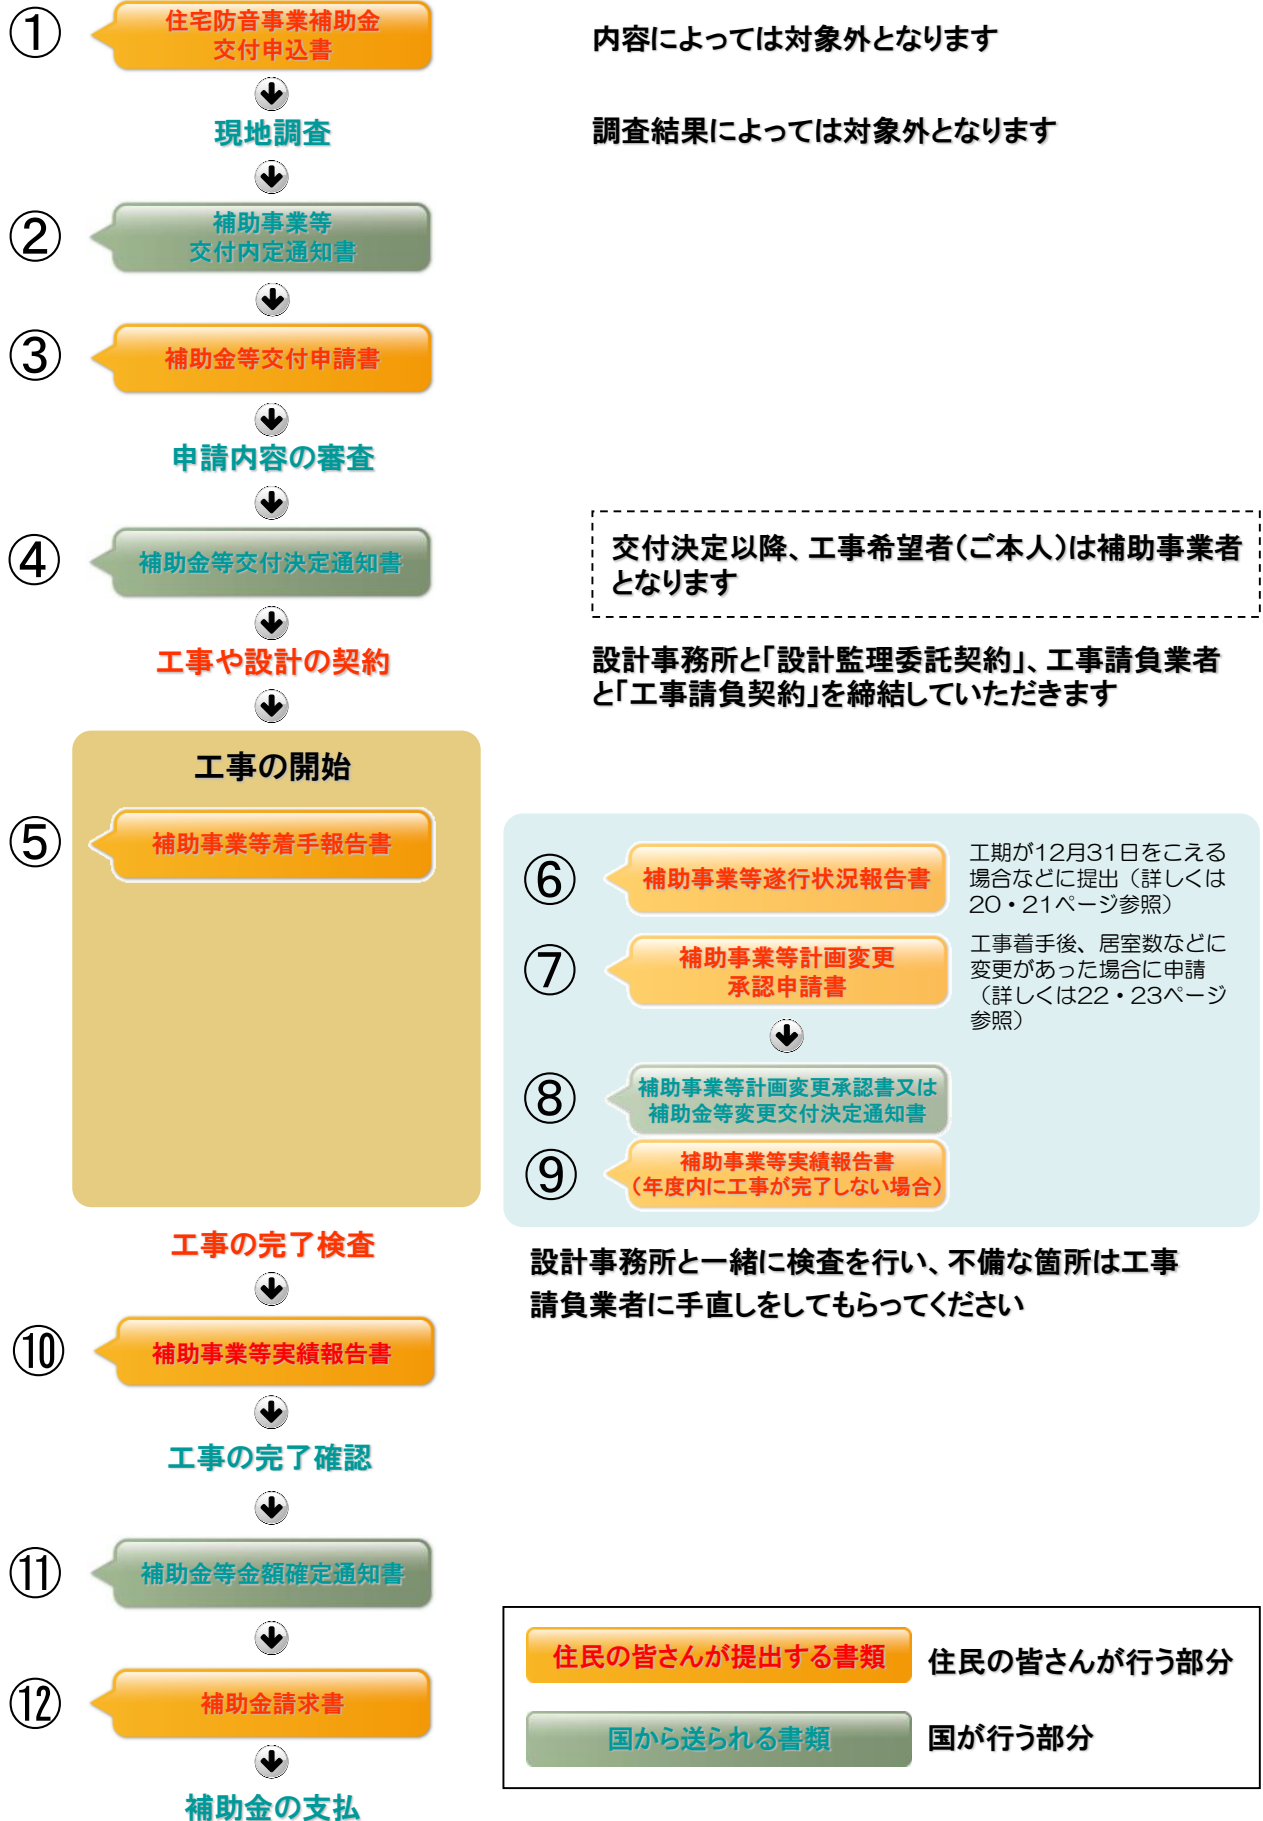 ①
住宅防音事業補助金
交付申込書
内容によっては対象外となります
現地調査
調査結果によっては対象外となります
②
補助事業等
交付内定通知書
③
補助金等交付申請書
申請内容の審査
④
補助金等交付決定通知書
交付決定以降、工事希望者(ご本人)は補助事業者
となります
工事や設計の契約
設計事務所と「設計監理委託契約」、工事請負業者
と「工事請負契約」を締結していただきます
工事の開始
⑤
補助事業等着手報告書
⑥
補助事業等遂行状況報告書
工期が12月31日をこえる
場合などに提出（詳しくは
20・21ページ参照）
⑦
補助事業等計画変更
承認申請書
工事着手後、居室数などに
変更があった場合に申請
（詳しくは22・23ページ
参照）
⑧
補助事業等計画変更承認書又は
補助金等変更交付決定通知書
⑨
補助事業等実績報告書
（年度内に工事が完了しない場合）
工事の完了検査
設計事務所と一緒に検査を行い、不備な箇所は工事
請負業者に手直しをしてもらってください
⑩
補助事業等実績報告書
工事の完了確認
⑪
補助金等金額確定通知書
⑫
補助金請求書
補助金の支払
住民の皆さんが提出する書類
住民の皆さんが行う部分
国から送られる書類
国が行う部分